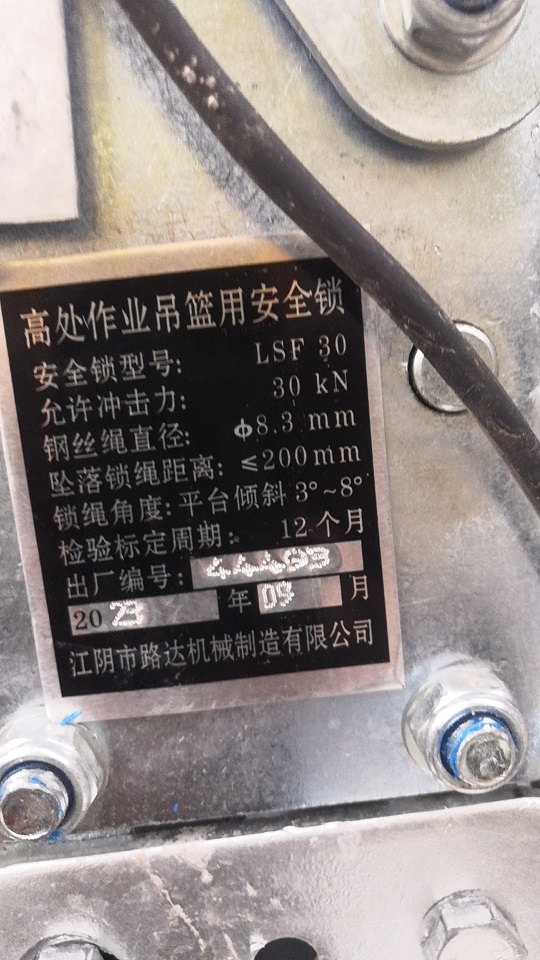 高处作业吊篮用安全锁
安全锁型号: LSF 30
允许冲击力: 30 kN
钢丝绳直径: ϕ8.3 mm
坠落锁绳距离: ≤200mm
锁绳角度: 平台倾斜 3°~8°
检验标定周期: 12个月
出厂编号: 44493
2023 年 09 月
江阴市路达机械制造有限公司